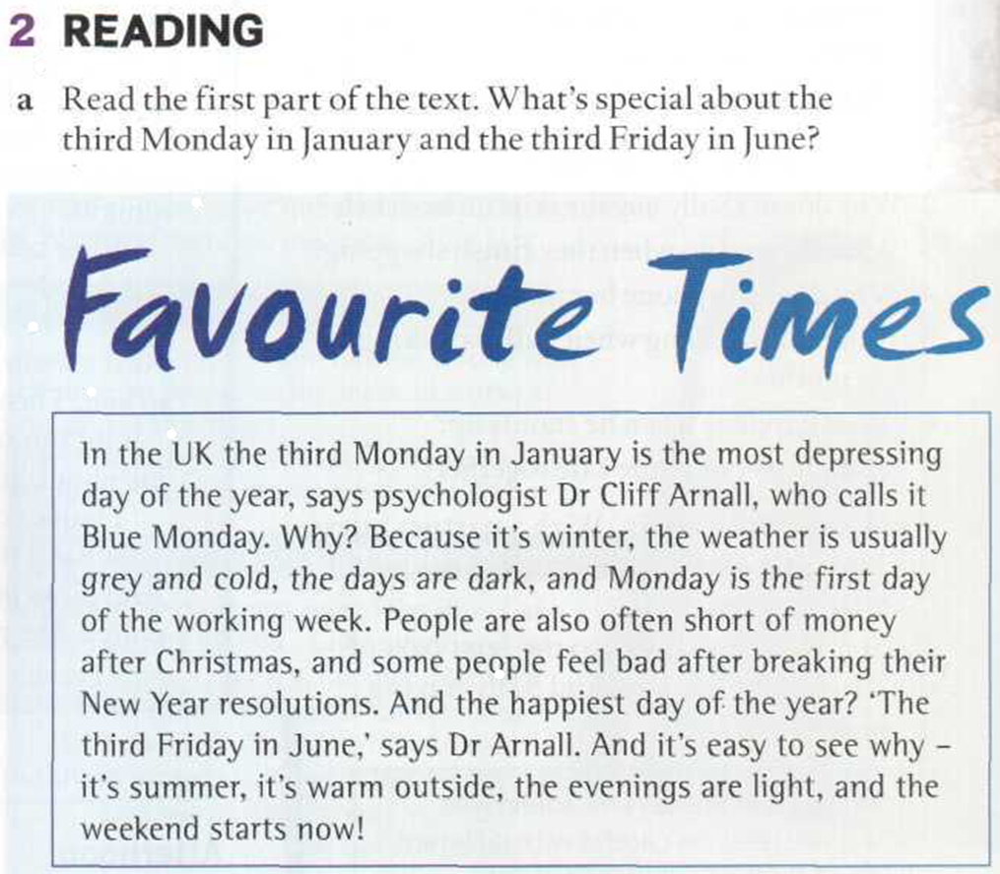 2 READING
a Read the first part of the text. What's special about the
third Monday in January and the third Friday in June?
Favourite Times
In the UK the third Monday in January is the most depressing
day of the year, says psychologist Dr Cliff Arnall, who calls it
Blue Monday. Why? Because it's winter, the weather is usually
grey and cold, the days are dark, and Monday is the first day
of the working week. People are also often short of money
after Christmas, and some people feel bad after breaking their
New Year resolutions. And the happiest day of the year? ‘The
third Friday in June,’ says Dr Arnall. And it's easy to see why –
it's summer, it's warm outside, the evenings are light, and the
weekend starts now!